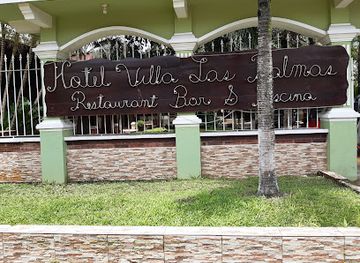 Hotel Villa Las Palmas
Restaurant Bar & Piscina